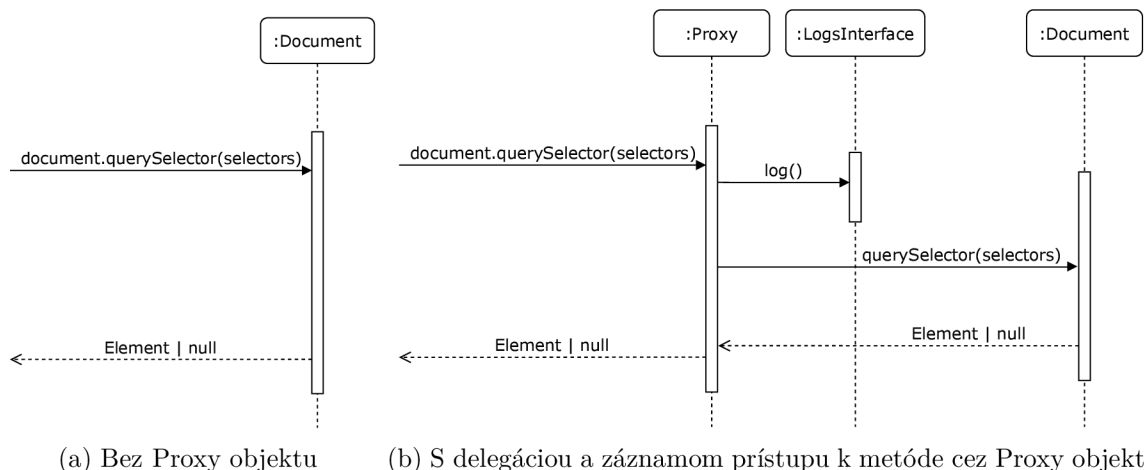 :Document
document.querySelector(selectors)
Element | null
(a) Bez Proxy objektu
:Proxy
:LogsInterface
:Document
document.querySelector(selectors)
log()
querySelector(selectors)
Element | null
Element | null
(b) S delegáciou a záznamom prístupu k metóde cez Proxy objekt